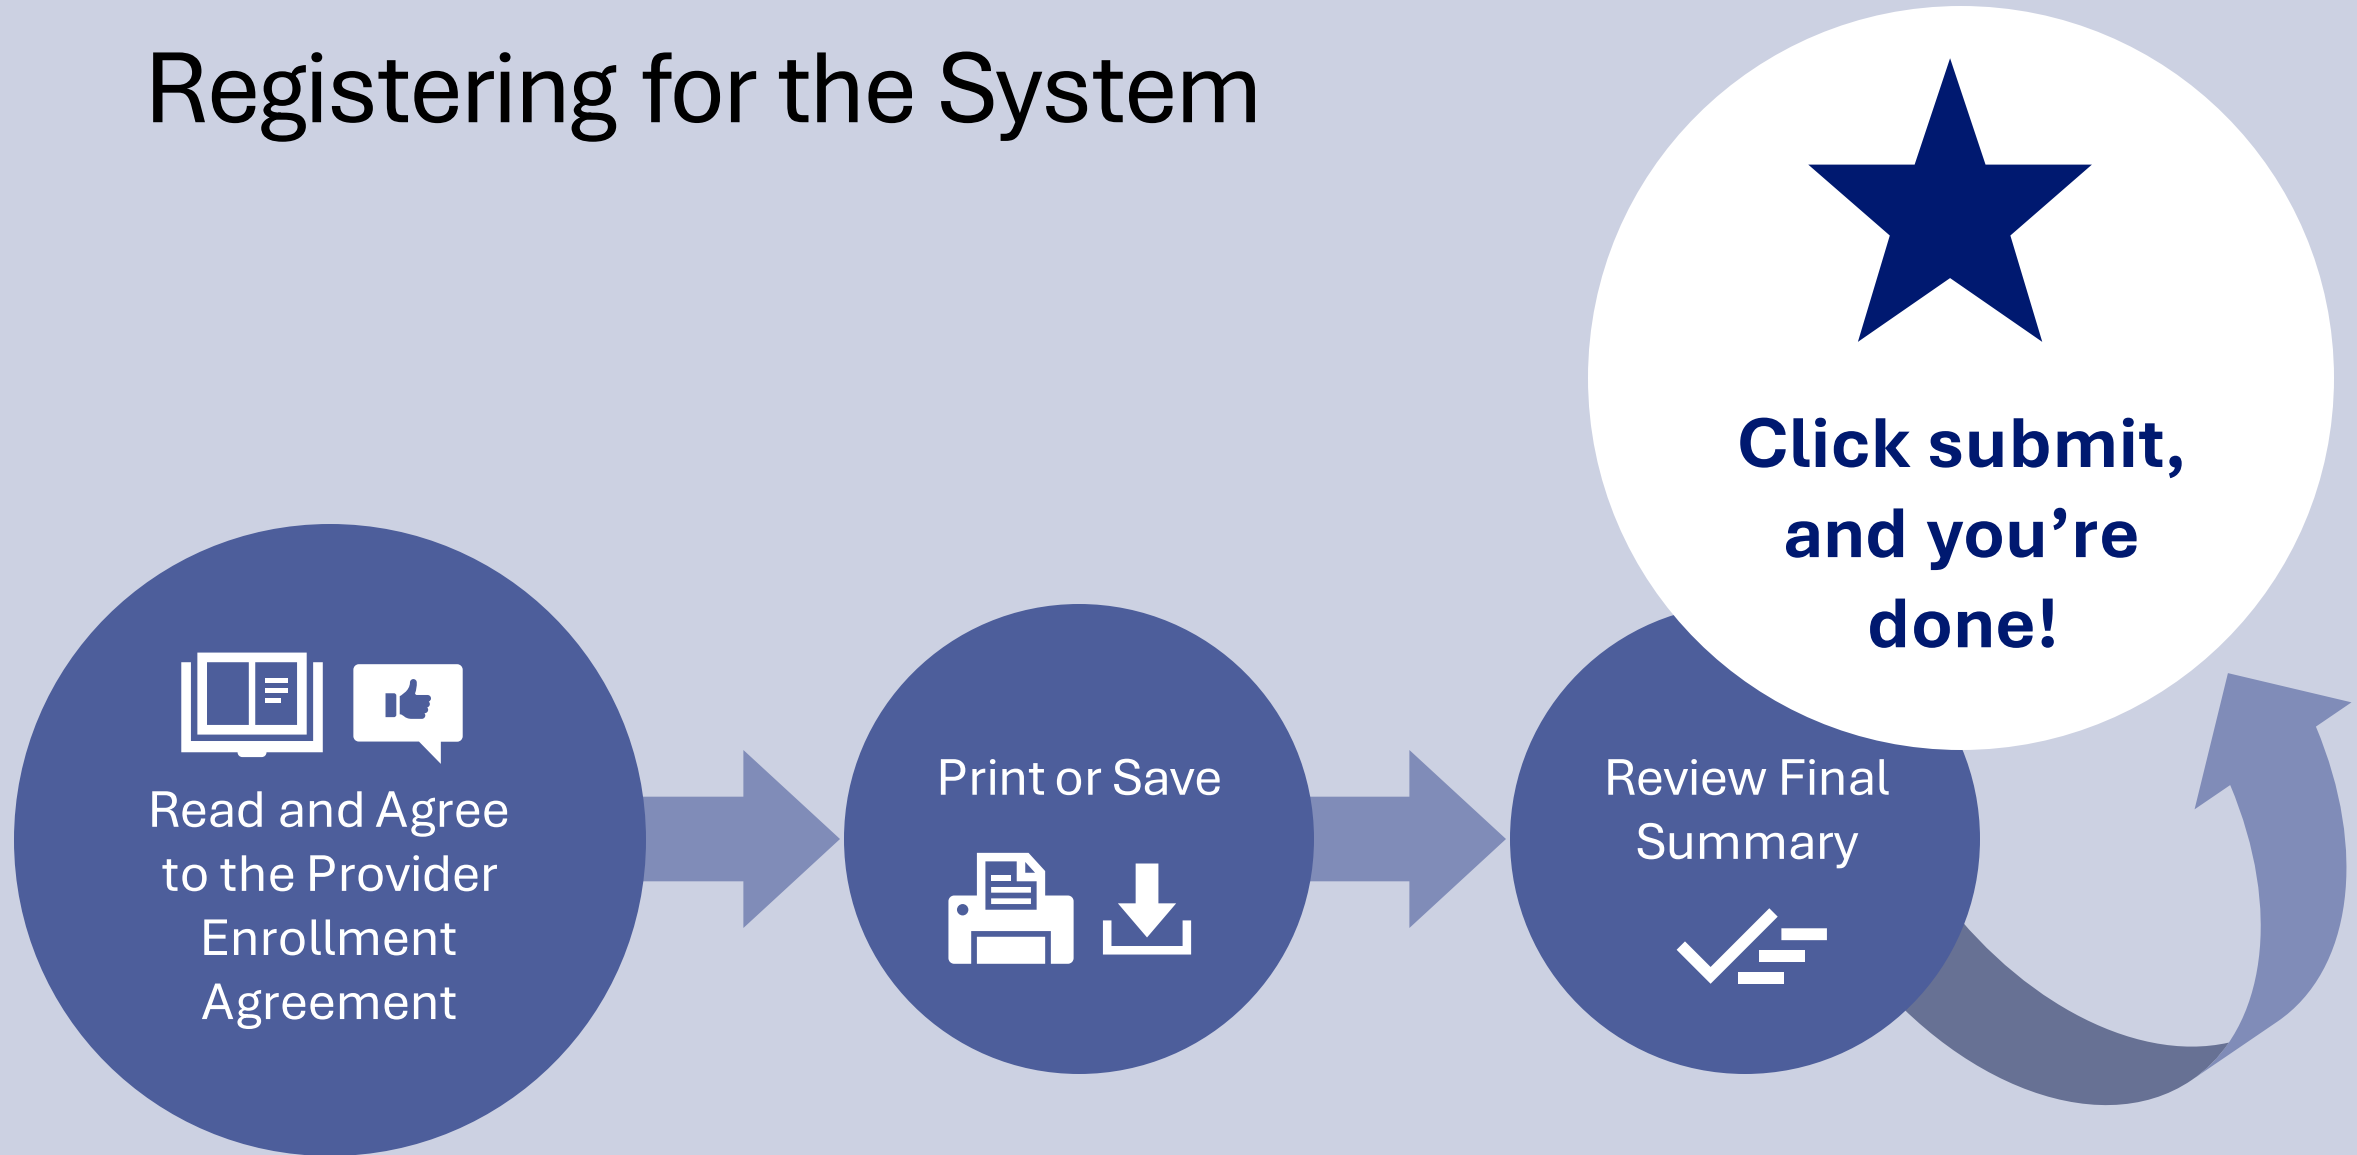 Registering for the System
Read and Agree
to the Provider
Enrollment
Agreement
Print or Save
Review Final
Summary
Click submit,
and you’re
done!